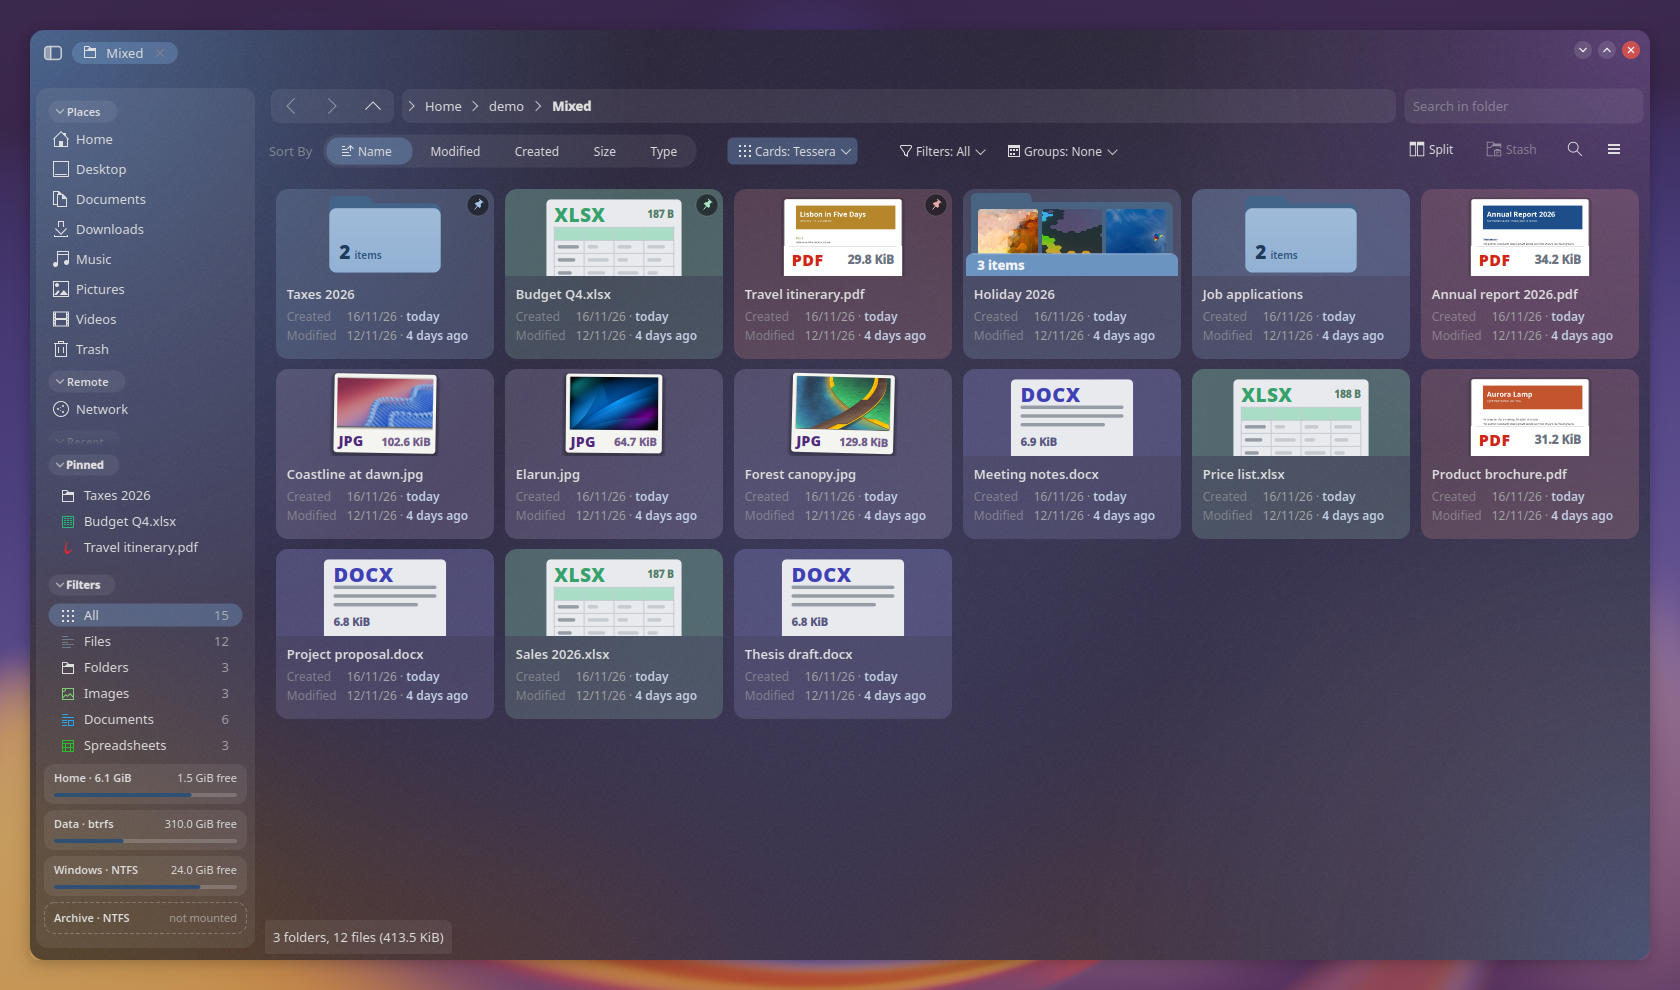 Mixed
Places
Home
Desktop
Documents
Downloads
Music
Pictures
Videos
Trash
Remote
Network
Recent
Pinned
Taxes 2026
Budget Q4.xlsx
Travel itinerary.pdf
Filters
All 15
Files 12
Folders 3
Images 3
Documents 6
Spreadsheets 3
Home · 6.1 GiB 1.5 GiB free
Data · btrfs 310.0 GiB free
Windows · NTFS 24.0 GiB free
Archive · NTFS not mounted
Home demo Mixed
Search in folder
Sort By Name Modified Created Size Type Cards: Tessera Filters: All Groups: None Split Stash
2 items
Taxes 2026
Created 16/11/26 · today
Modified 12/11/26 · 4 days ago
XLSX 187 B
Budget Q4.xlsx
Created 16/11/26 · today
Modified 12/11/26 · 4 days ago
Lisbon in Five Days
PDF 29.8 KiB
Travel itinerary.pdf
Created 16/11/26 · today
Modified 12/11/26 · 4 days ago
3 items
Holiday 2026
Created 16/11/26 · today
Modified 12/11/26 · 4 days ago
2 items
Job applications
Created 16/11/26 · today
Modified 12/11/26 · 4 days ago
Annual Report 2026
PDF 34.2 KiB
Annual report 2026.pdf
Created 16/11/26 · today
Modified 12/11/26 · 4 days ago
JPG 102.6 KiB
Coastline at dawn.jpg
Created 16/11/26 · today
Modified 12/11/26 · 4 days ago
JPG 64.7 KiB
Elarun.jpg
Created 16/11/26 · today
Modified 12/11/26 · 4 days ago
JPG 129.8 KiB
Forest canopy.jpg
Created 16/11/26 · today
Modified 12/11/26 · 4 days ago
DOCX
6.9 KiB
Meeting notes.docx
Created 16/11/26 · today
Modified 12/11/26 · 4 days ago
XLSX 188 B
Price list.xlsx
Created 16/11/26 · today
Modified 12/11/26 · 4 days ago
Aurora Lamp
PDF 31.2 KiB
Product brochure.pdf
Created 16/11/26 · today
Modified 12/11/26 · 4 days ago
DOCX
6.8 KiB
Project proposal.docx
Created 16/11/26 · today
Modified 12/11/26 · 4 days ago
XLSX 187 B
Sales 2026.xlsx
Created 16/11/26 · today
Modified 12/11/26 · 4 days ago
DOCX
6.8 KiB
Thesis draft.docx
Created 16/11/26 · today
Modified 12/11/26 · 4 days ago
3 folders, 12 files (413.5 KiB)